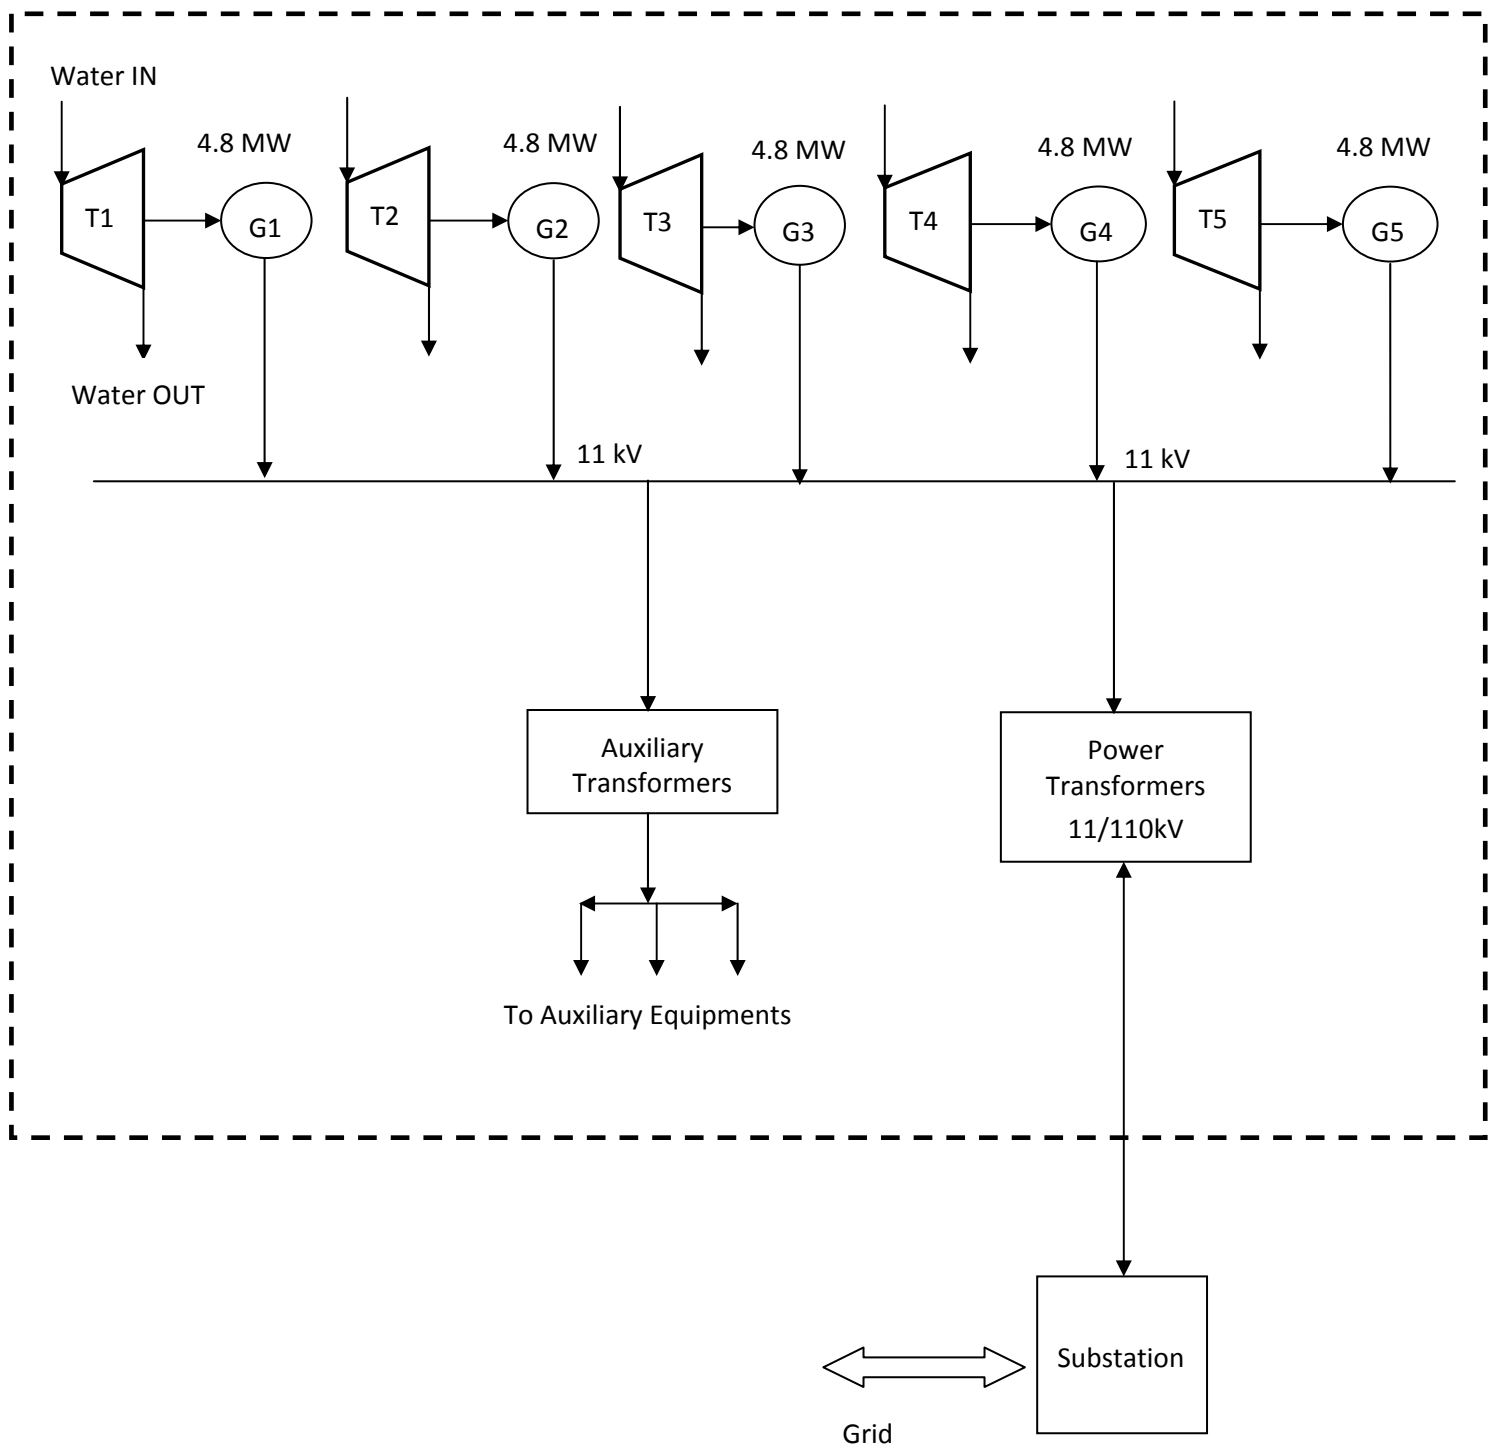 Water IN
4.8 MW
4.8 MW
4.8 MW
4.8 MW
4.8 MW
T1
G1
T2
G2
T3
G3
T4
G4
T5
G5
Water OUT
11 kV
11 kV
Auxiliary
Transformers
Power
Transformers
11/110kV
To Auxiliary Equipments
Substation
Grid